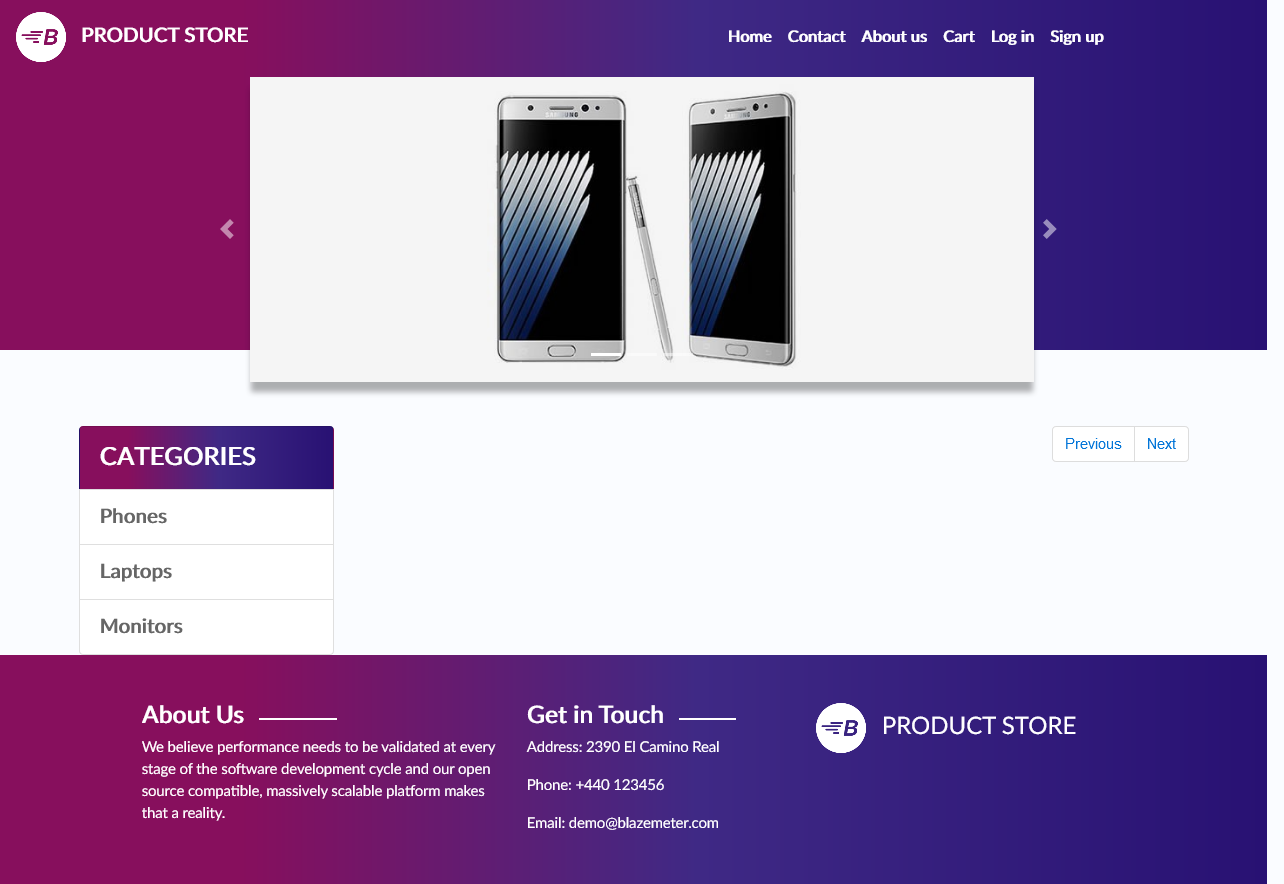 B PRODUCT STORE
Home Contact About us Cart Log in Sign up
SAMSUNG SAMSUNG
CATEGORIES
Previous Next
Phones
Laptops
Monitors
About Us
We believe performance needs to be validated at every
stage of the software development cycle and our open
source compatible, massively scalable platform makes
that a reality.
Get in Touch
Address: 2390 El Camino Real
Phone: +440 123456
Email: demo@blazemeter.com
B PRODUCT STORE